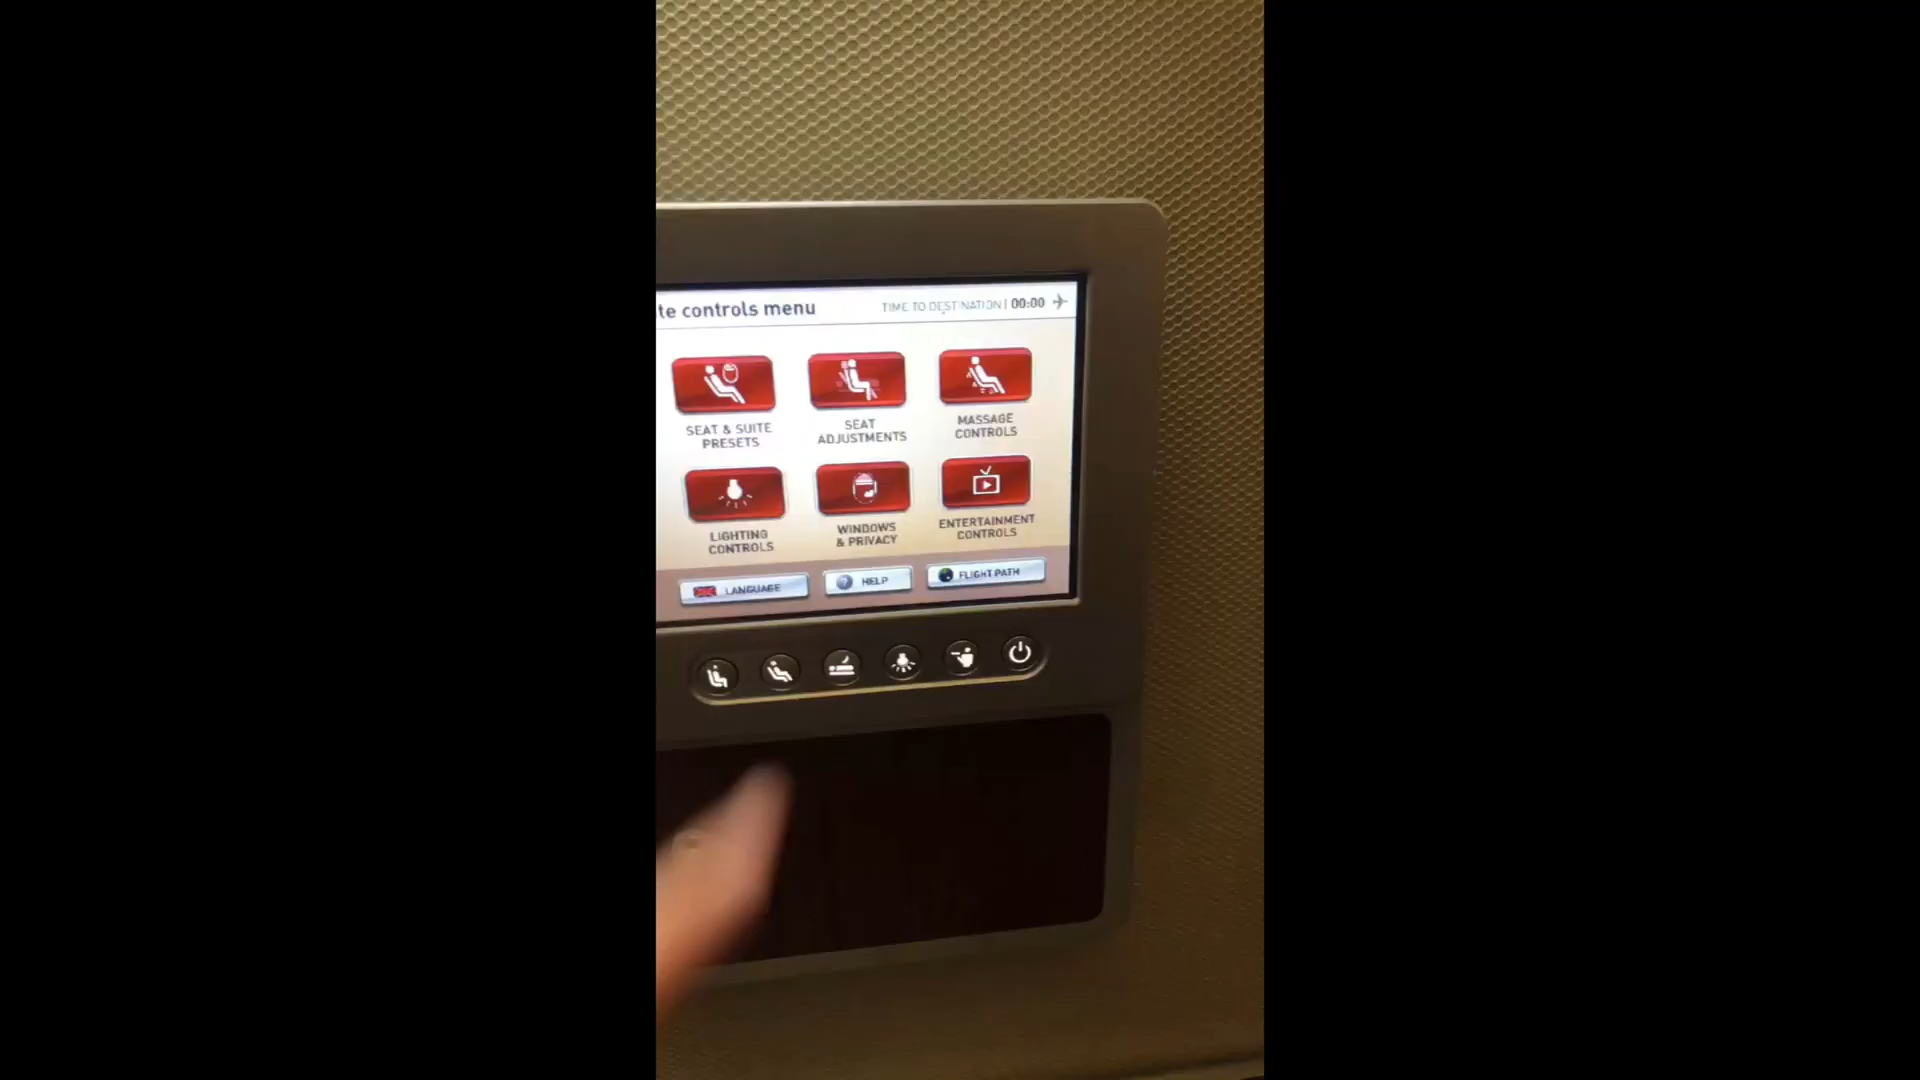 te controls menu
TIME TO DESTINATION | 00:00
SEAT & SUITE
PRESETS
SEAT
ADJUSTMENTS
MASSAGE
CONTROLS
LIGHTING
CONTROLS
WINDOWS
& PRIVACY
ENTERTAINMENT
CONTROLS
LANGUAGE
? HELP
FLIGHT PATH